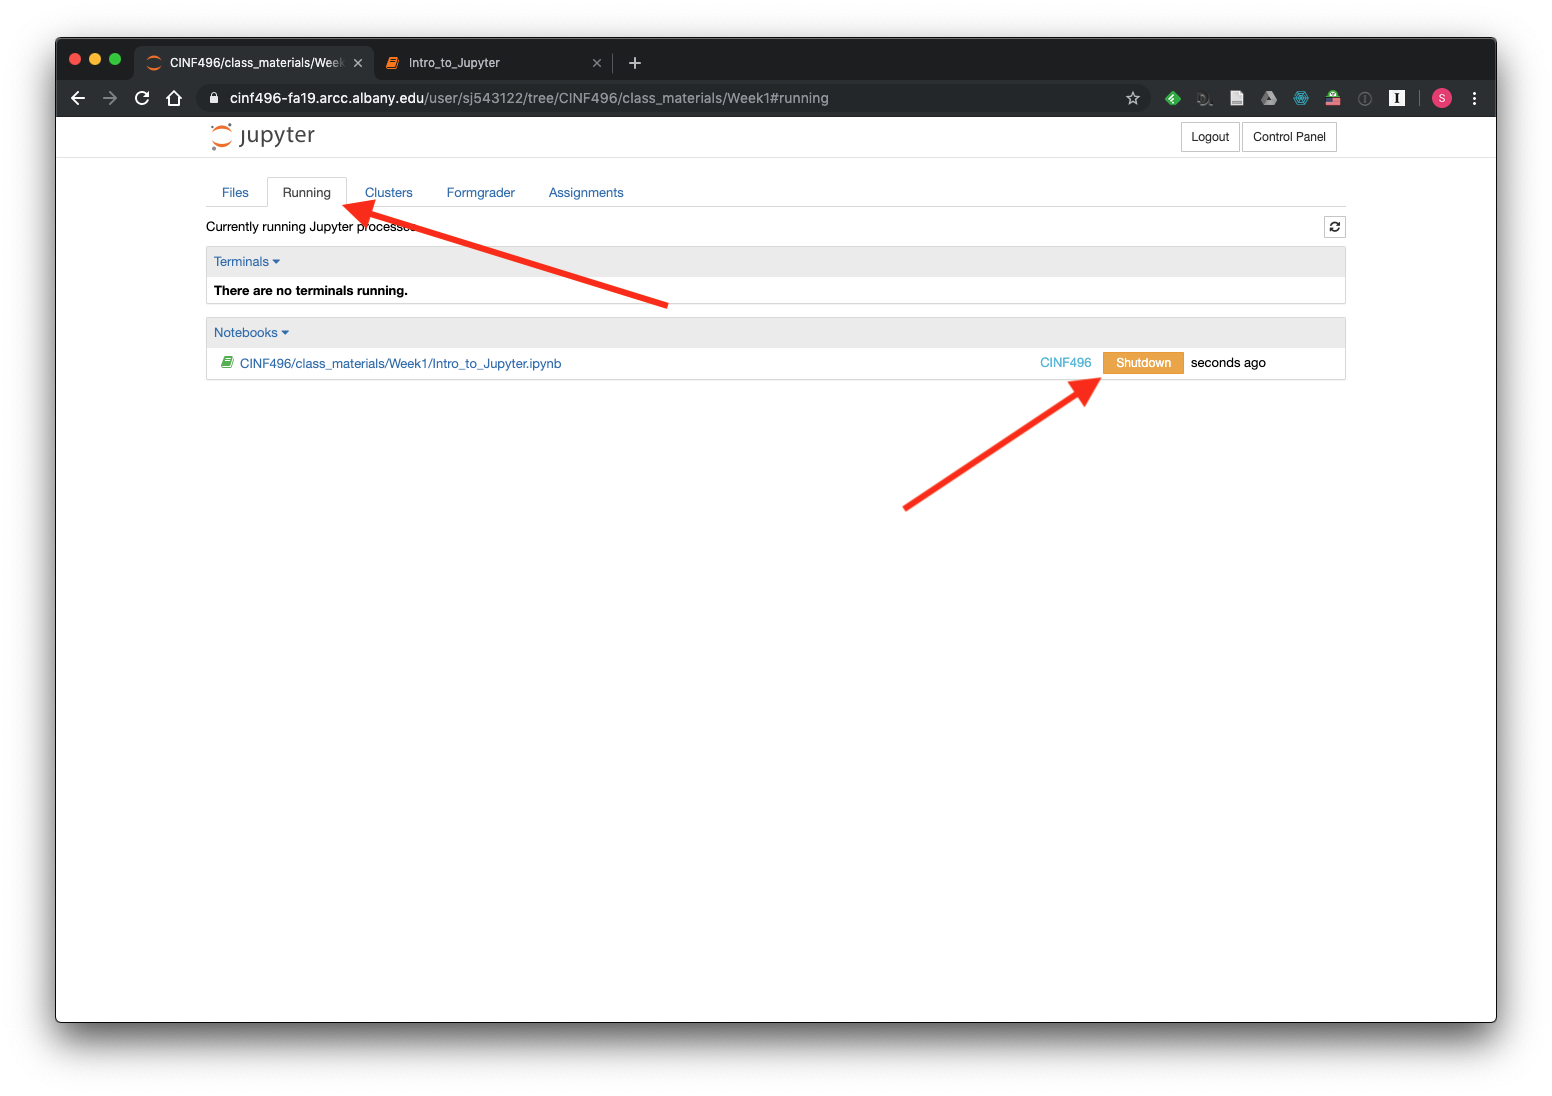 CINF496/class_materials/Week
Intro_to_Jupyter
cinf496-fa19.arcc.albany.edu/user/sj543122/tree/CINF496/class_materials/Week1#running
I
S
jupyter
Logout
Control Panel
Files
Running
Clusters
Formgrader
Assignments
Currently running Jupyter processes
Terminals
There are no terminals running.
Notebooks
CINF496/class_materials/Week1/Intro_to_Jupyter.ipynb
CINF496
Shutdown
seconds ago